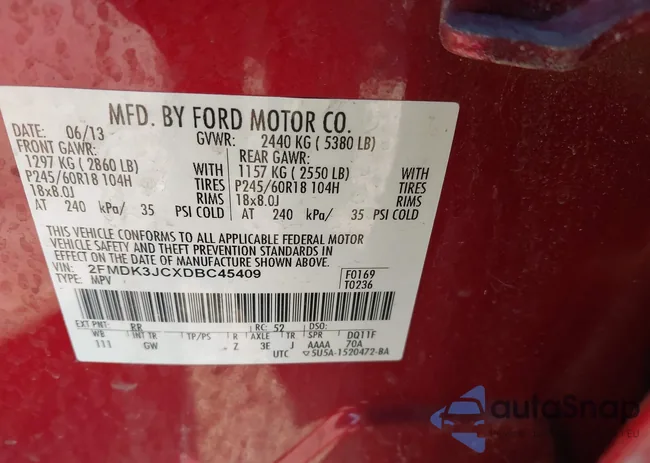 MFD. BY FORD MOTOR CO.
DATE: 06/13 GVWR: 2440 KG ( 5380 LB)
FRONT GAWR: REAR GAWR:
1297 KG ( 2860 LB) WITH 1157 KG ( 2550 LB) WITH
P245/60R18 104H TIRES P245/60R18 104H TIRES
18x8.0J RIMS 18x8.0J RIMS
AT 240 kPa/ 35 PSI COLD AT 240 kPa/ 35 PSI COLD
THIS VEHICLE CONFORMS TO ALL APPLICABLE FEDERAL MOTOR
VEHICLE SAFETY AND THEFT PREVENTION STANDARDS IN
EFFECT ON THE DATE OF MANUFACTURE SHOWN ABOVE.
VIN: 2FMDK3JCXDBC45409 F0169
TYPE: MPV T0236
EXT PNT: RR RC: 52 DSO:
WB INT TR TP/PS R AXLE TR SPR DQ11F
111 GW Z 3E J AAAA 70A
UTC 5U5A-1520472-BA
autoSnap
EU